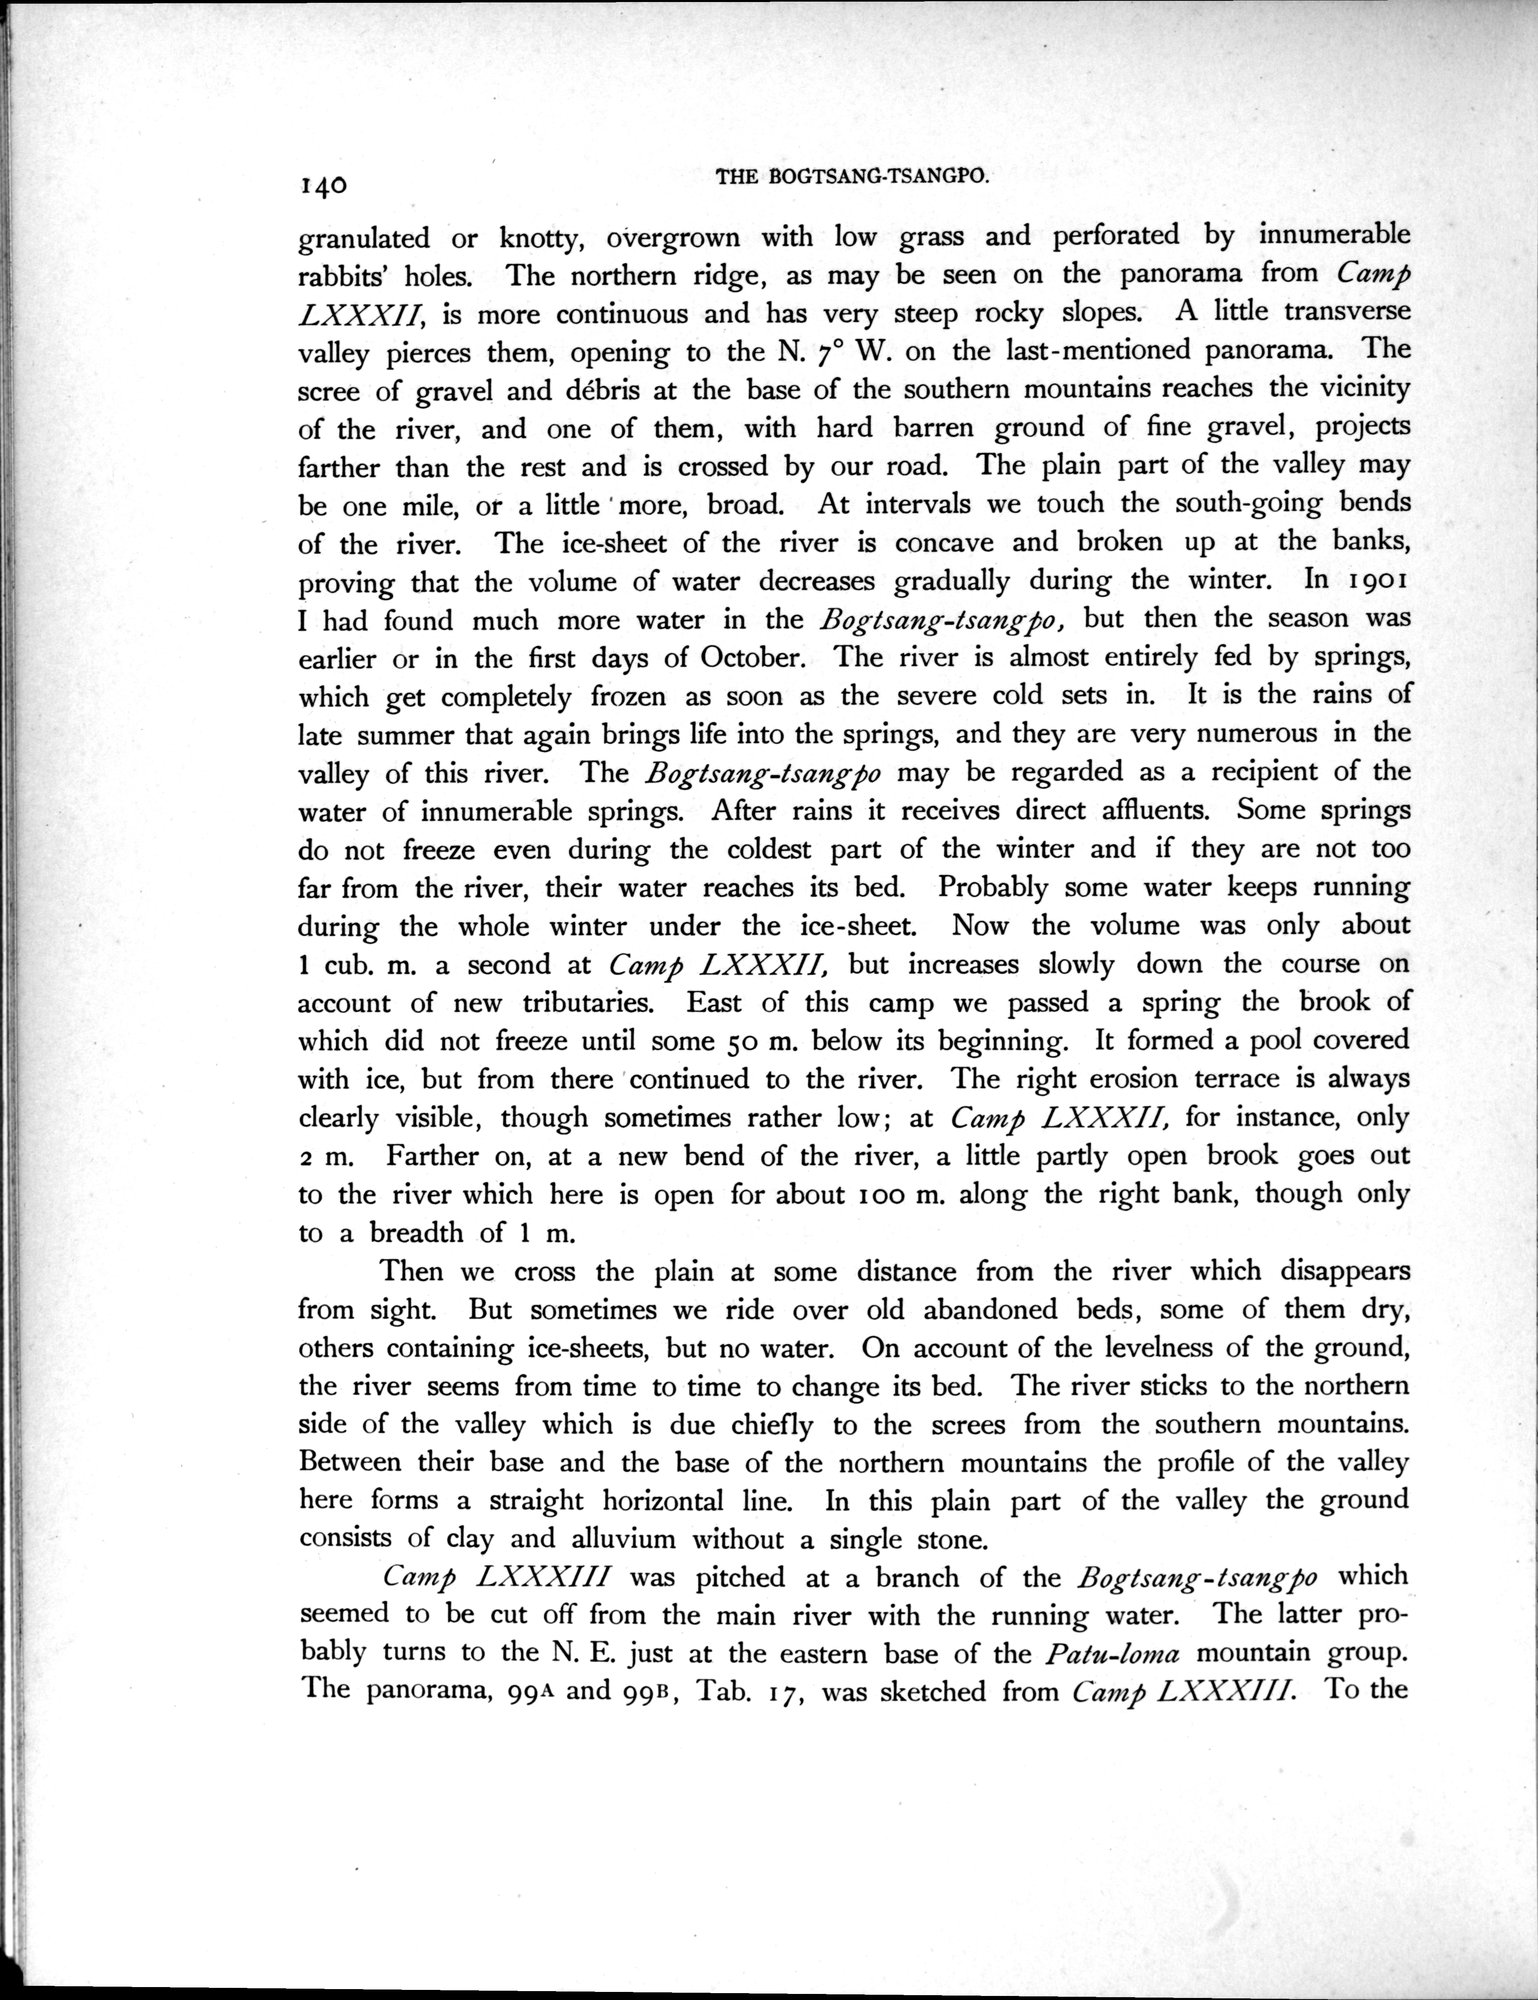 140
THE BOGTSANG-TSANGPO.
granulated or knotty, overgrown with low grass and perforated by innumerable
rabbits' holes. The northern ridge, as may be seen on the panorama from Camp
LXXXII, is more continuous and has very steep rocky slopes. A little transverse
valley pierces them, opening to the N. 7° W. on the last-mentioned panorama. The
scree of gravel and débris at the base of the southern mountains reaches the vicinity
of the river, and one of them, with hard barren ground of fine gravel, projects
farther than the rest and is crossed by our road. The plain part of the valley may
be one mile, or a little more, broad. At intervals we touch the south-going bends
of the river. The ice-sheet of the river is concave and broken up at the banks,
proving that the volume of water decreases gradually during the winter. In 1901
I had found much more water in the Bogtsang-tsangpo, but then the season was
earlier or in the first days of October. The river is almost entirely fed by springs,
which get completely frozen as soon as the severe cold sets in. It is the rains of
late summer that again brings life into the springs, and they are very numerous in the
valley of this river. The Bogtsang-tsangpo may be regarded as a recipient of the
water of innumerable springs. After rains it receives direct affluents. Some springs
do not freeze even during the coldest part of the winter and if they are not too
far from the river, their water reaches its bed. Probably some water keeps running
during the whole winter under the ice-sheet. Now the volume was only about
1 cub. m. a second at Camp LXXXII, but increases slowly down the course on
account of new tributaries. East of this camp we passed a spring the brook of
which did not freeze until some 50 m. below its beginning. It formed a pool covered
with ice, but from there continued to the river. The right erosion terrace is always
clearly visible, though sometimes rather low; at Camp LXXXII, for instance, only
2 m. Farther on, at a new bend of the river, a little partly open brook goes out
to the river which here is open for about 100 m. along the right bank, though only
to a breadth of 1 m.
Then we cross the plain at some distance from the river which disappears
from sight. But sometimes we ride over old abandoned beds, some of them dry,
others containing ice-sheets, but no water. On account of the levelness of the ground,
the river seems from time to time to change its bed. The river sticks to the northern
side of the valley which is due chiefly to the screes from the southern mountains.
Between their base and the base of the northern mountains the profile of the valley
here forms a straight horizontal line. In this plain part of the valley the ground
consists of clay and alluvium without a single stone.
Camp LXXXIII was pitched at a branch of the Bogtsang-tsangpo which
seemed to be cut off from the main river with the running water. The latter pro-
bably turns to the N. E. just at the eastern base of the Patu-loma mountain group.
The panorama, 99A and 99B, Tab. 17, was sketched from Camp LXXXIII. To the